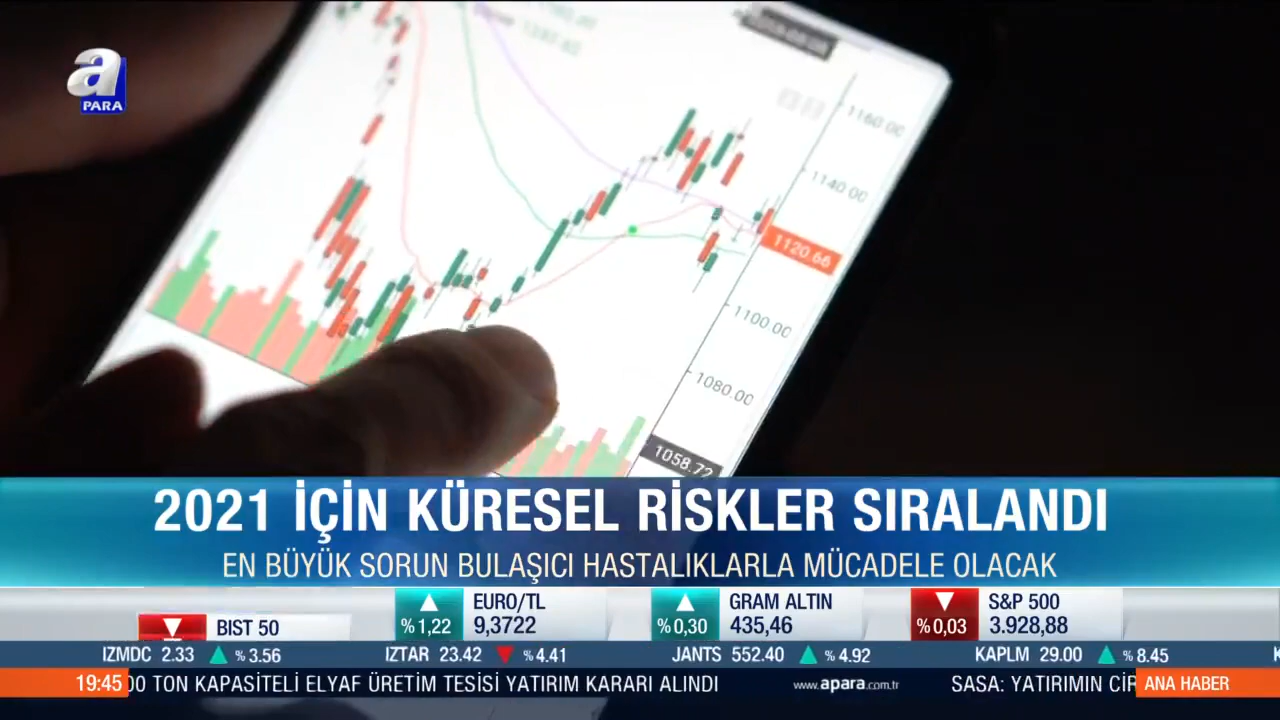 a
PARA
1160.00
1140.00
1120.66
1100.00
1080.00
1058.72
2021 İÇİN KÜRESEL RİSKLER SIRALANDI
EN BÜYÜK SORUN BULAŞICI HASTALIKLARLA MÜCADELE OLACAK
BIST 50
%1,22 EURO/TL 9,3722
%0,30 GRAM ALTIN 435,46
%0,03 S&P 500 3.928,88
IZMDC 2.33 %3.56 IZTAR 23.42 %4.41 JANTS 552.40 %4.92 KAPLM 29.00 %8.45 K
19:45 00 TON KAPASİTELİ ELYAF ÜRETİM TESİSİ YATIRIM KARARI ALINDI www.apara.com.tr SASA: YATIRIMIN CİR ANA HABER